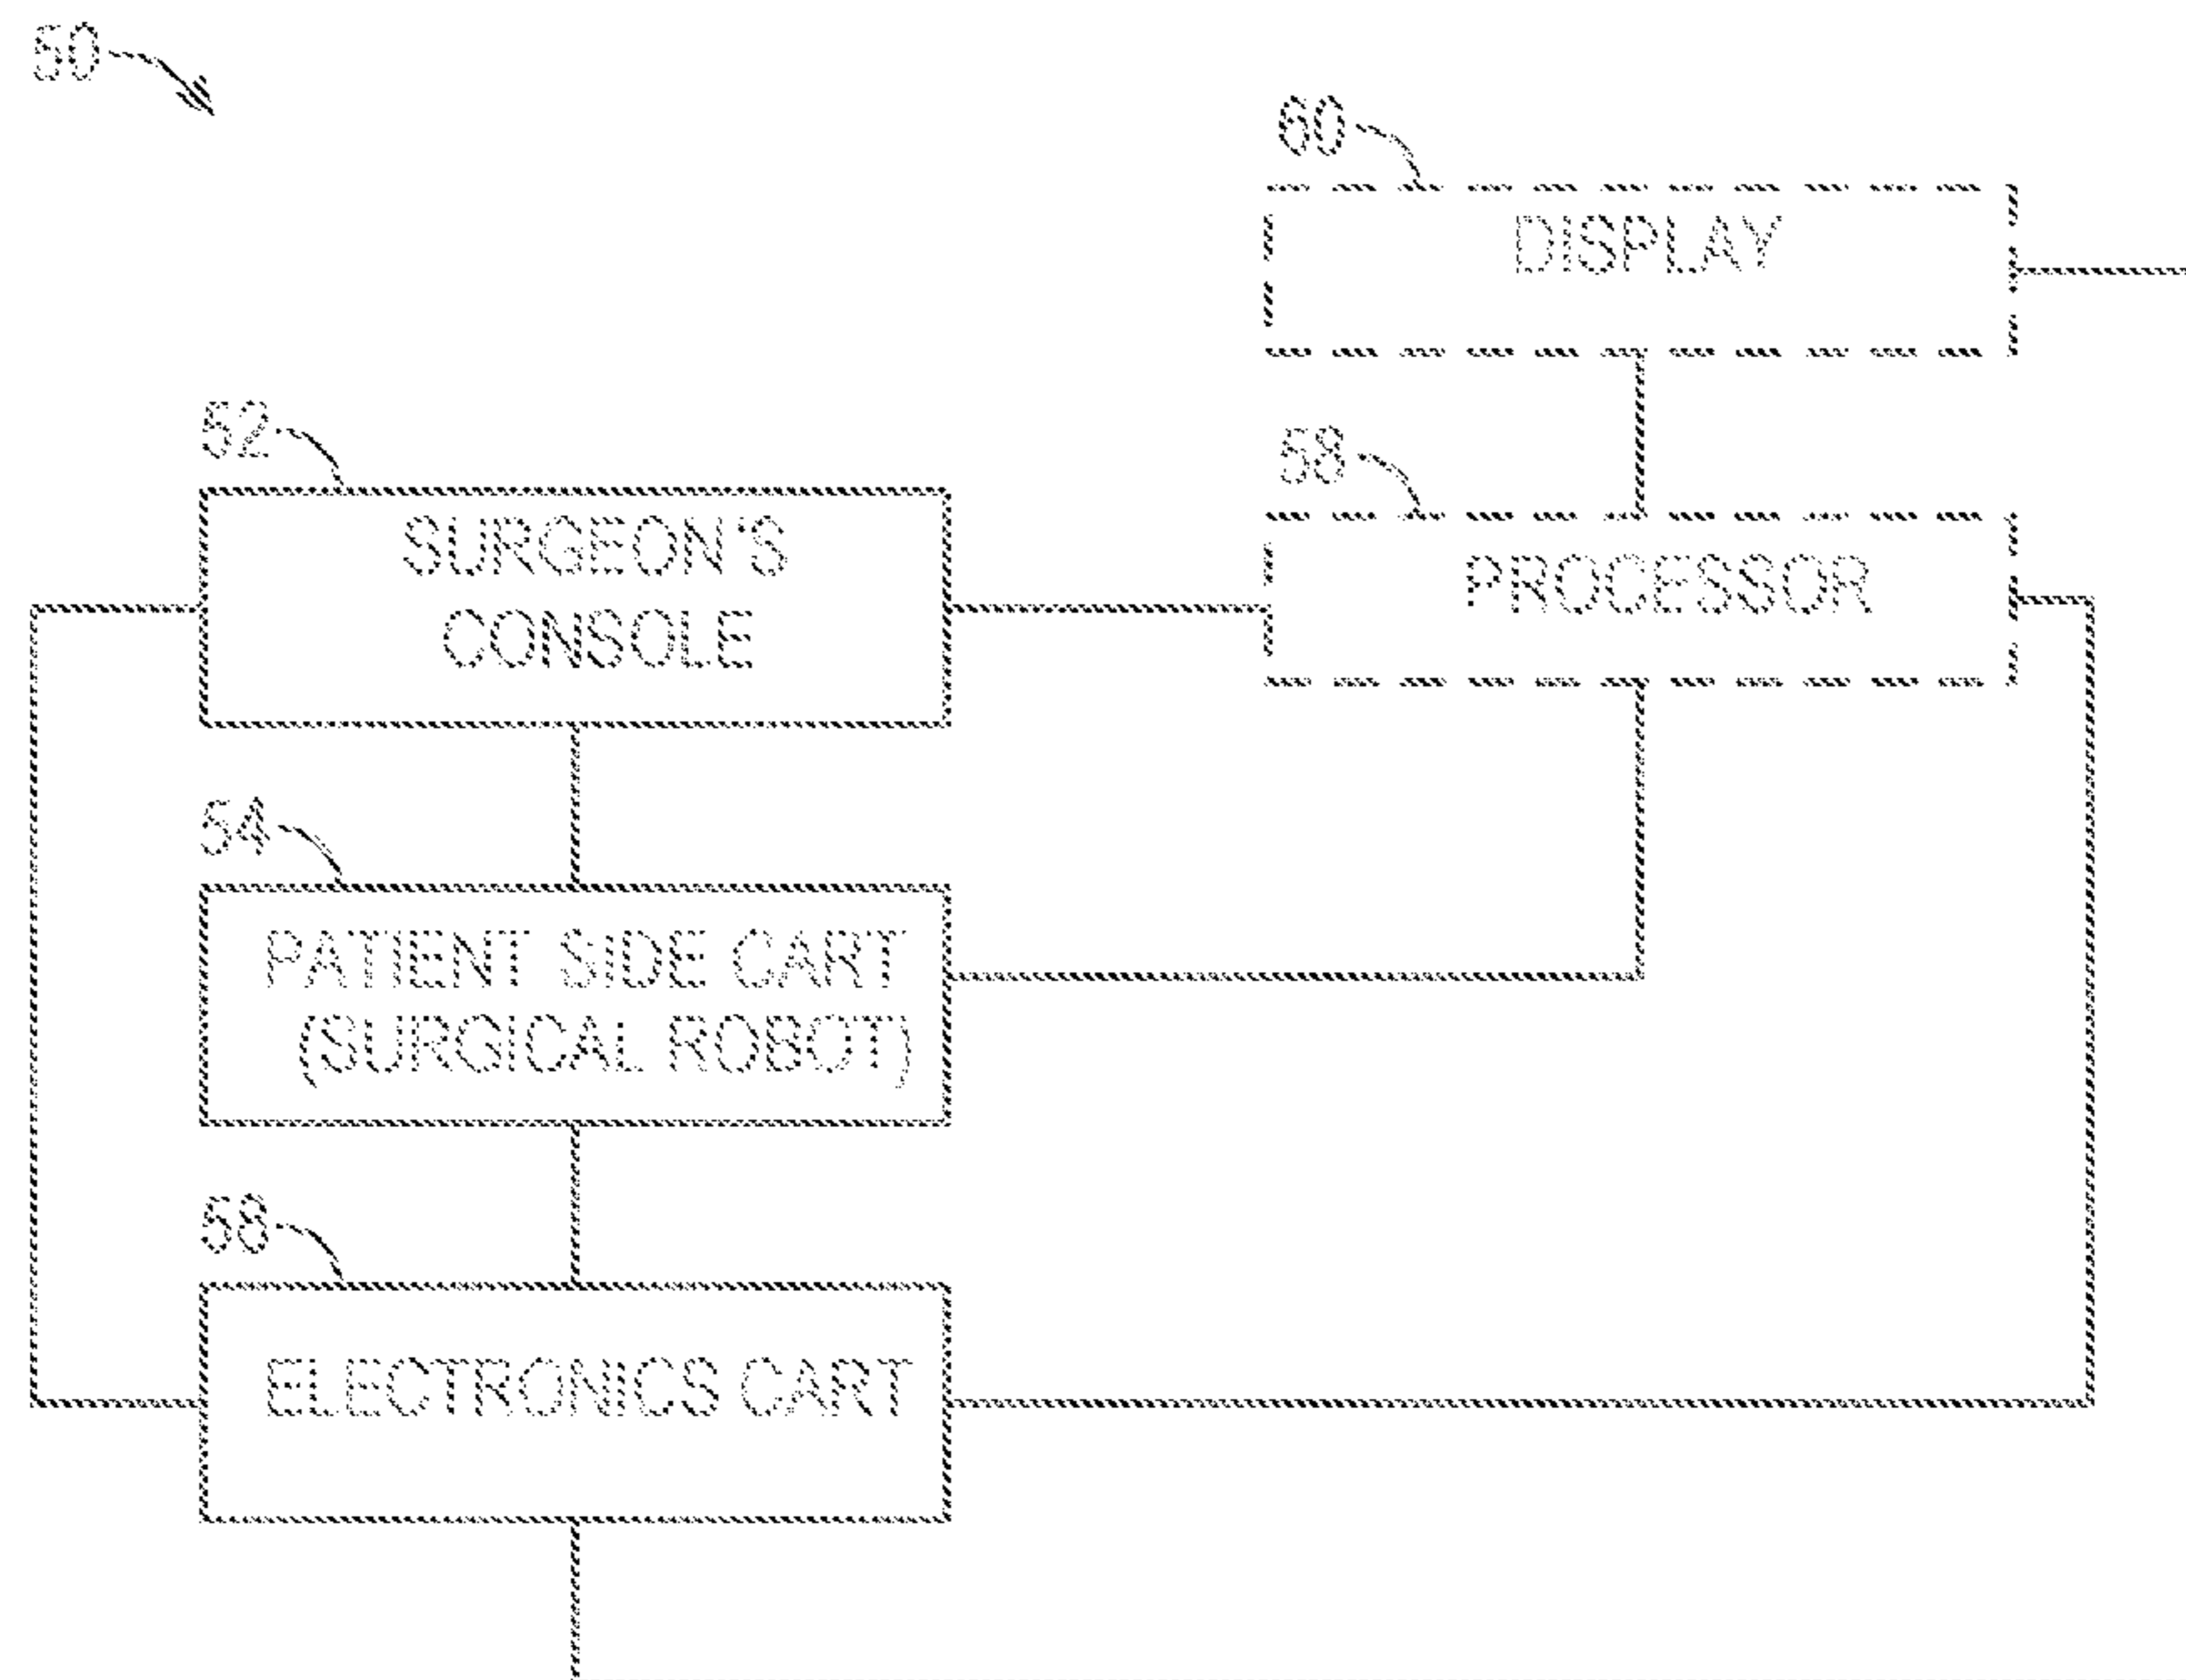 50
60
DISPLAY
52
58
SURGEON'S
CONSOLE
PROCESSOR
54
PATIENT SIDE CART
(SURGICAL ROBOT)
58
ELECTRONICS CART